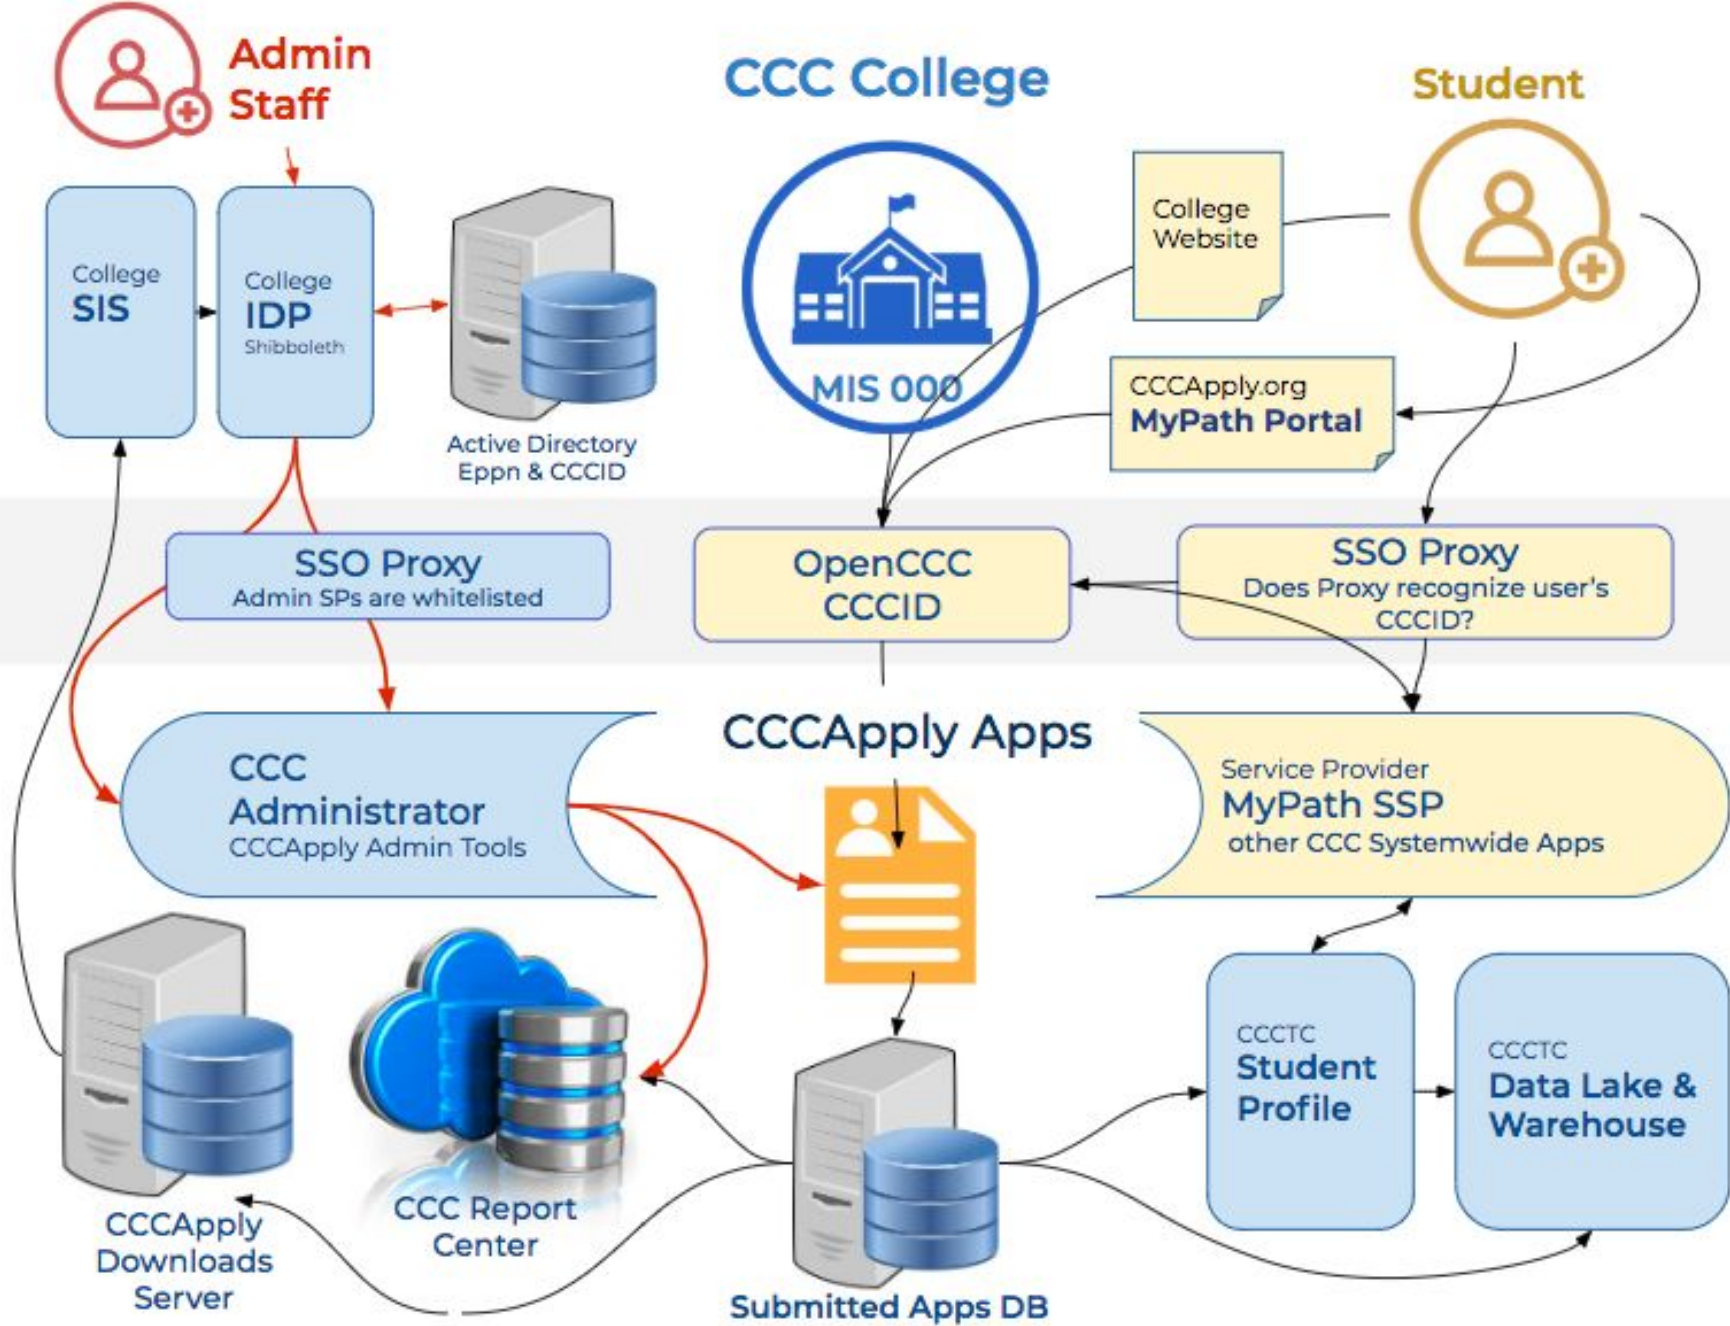 Admin
Staff
CCC College
Student
College
SIS
College
IDP
Shibboleth
Active Directory
Eppn & CCCID
MIS 000
College
Website
CCCApply.org
MyPath Portal
SSO Proxy
Admin SPs are whitelisted
OpenCCC
CCCID
SSO Proxy
Does Proxy recognize user's
CCCID?
CCC
Administrator
CCCApply Admin Tools
CCCApply Apps
Service Provider
MyPath SSP
other CCC Systemwide Apps
CCCApply
Downloads
Server
CCC Report
Center
Submitted Apps DB
CCCTC
Student
Profile
CCCTC
Data Lake &
Warehouse